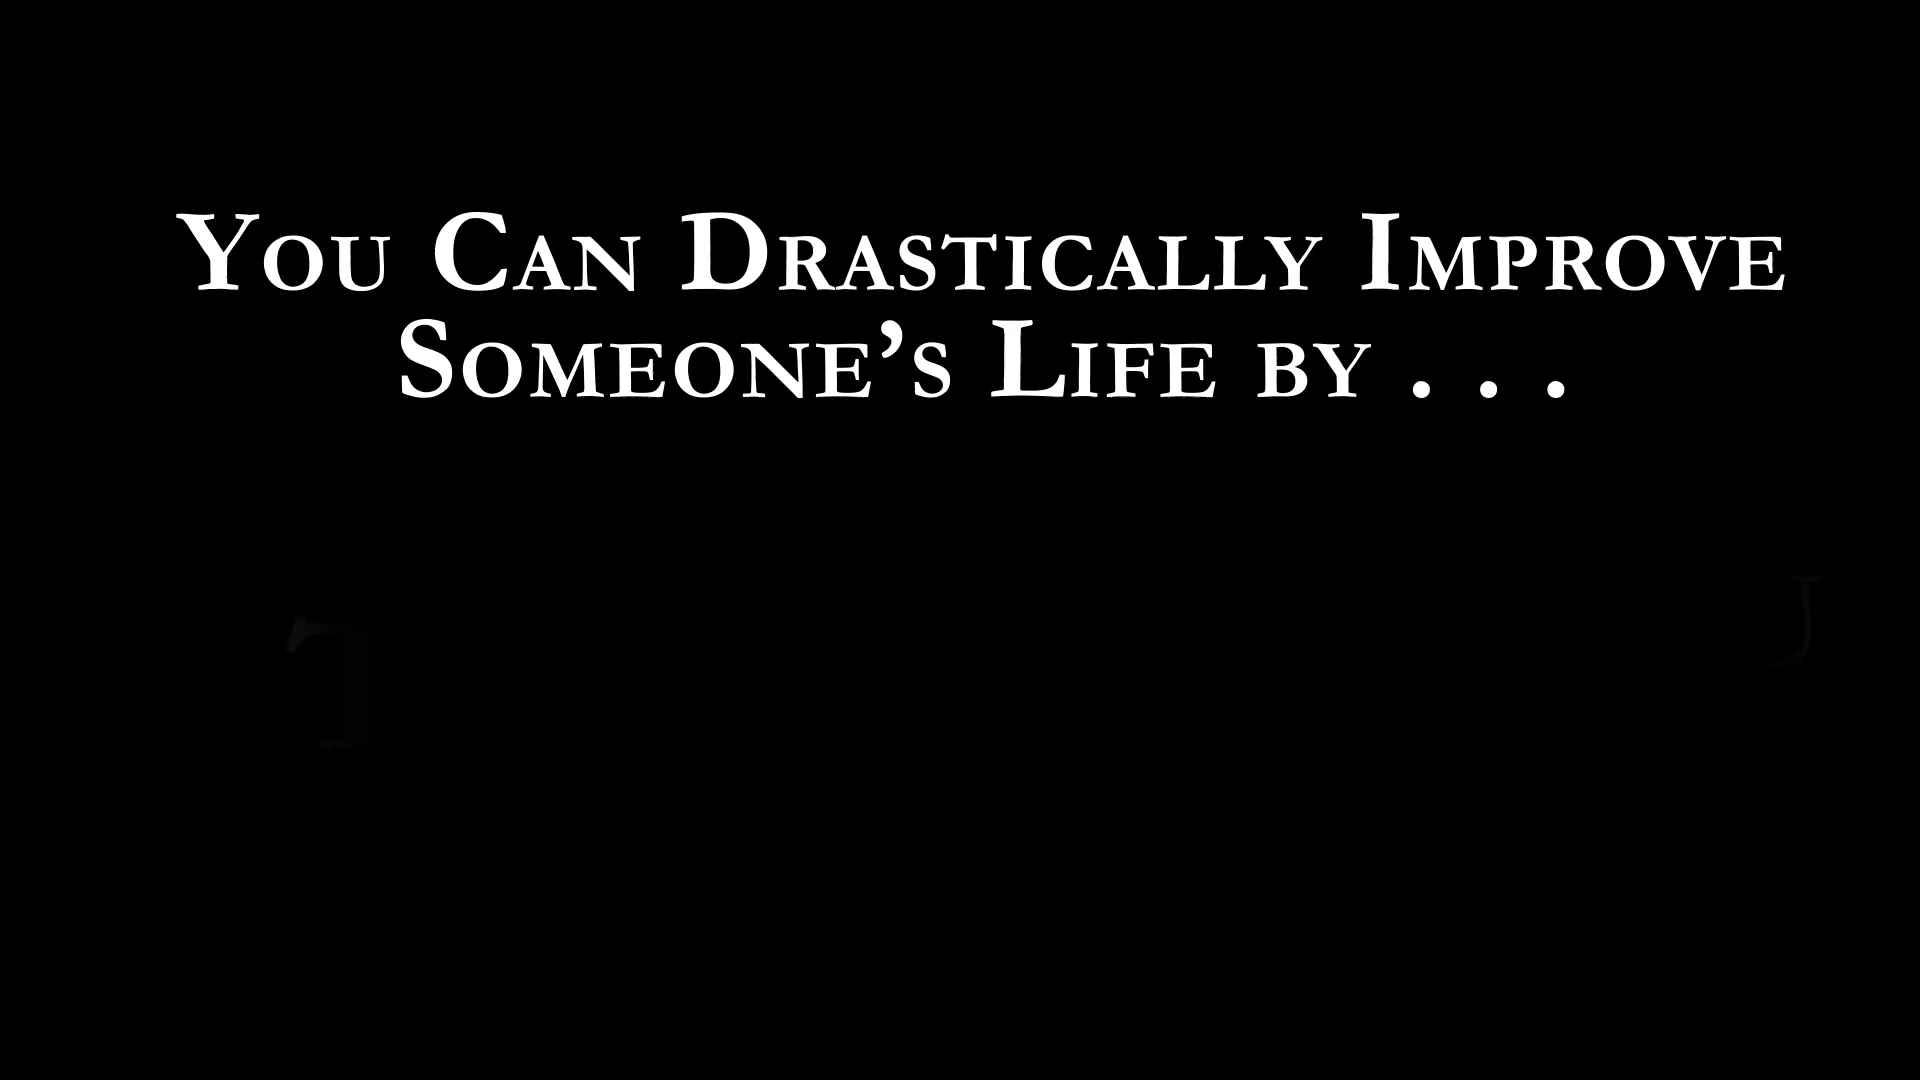 You Can Drastically Improve
Someone’s Life by . . .